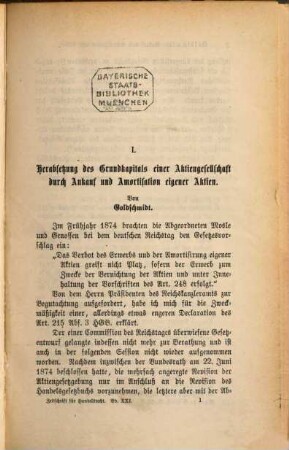 BAYERISCHE
STAATS-
BIBLIOTHEK
MUENCHEN
I.
Herabsetzung des Grundkapitals einer Aktiengesellschaft
durch Ankauf und Amortisation eigener Aktien.
Von
Goldschmidt.
Im Frühjahr 1874 brachten die Abgeordneten Mosle
und Genossen bei dem deutschen Reichstag den Gesetzesvor-
schlag ein:
„Das Verbot des Erwerbs und der Amortisirung eigener
Aktien greift nicht Platz, sofern der Erwerb zum
Zwecke der Vernichtung der Aktien und unter Inne-
haltung der Vorschriften des Art. 248 erfolgt.“
Von dem Herrn Präsidenten des Reichskanzleramts zur
Begutachtung aufgefordert, habe ich mich für die Zweck-
mäßigkeit einer, allerdings etwas engeren Declaration des
Art. 215 Abs. 3 HGB. erklärt.
Der einer Commission des Reichstages überwiesene Gesetz-
entwurf gelangte indessen nicht mehr zur Berathung und ist
auch in der folgenden Session nicht wieder aufgenommen
worden. Nachdem inzwischen der Bundesrath am 22. Juni
1874 beschlossen hatte, die mehrfach angeregte Revision der
Aktiengesetzgebung nur im Anschluß an die Revision des
Handelsgesetzbuchs vorzunehmen, die letztere aber mit der Ab-
Zeitschrift für Handelsrecht. Bd. XXI. 1